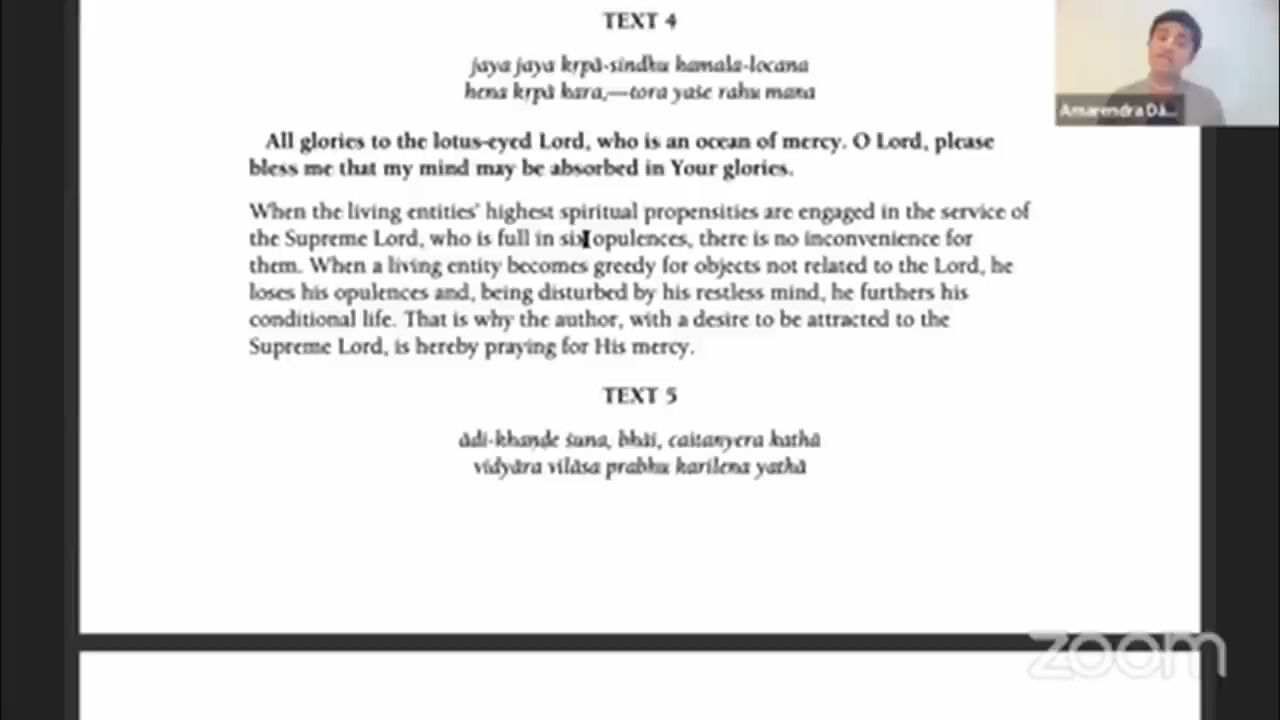 TEXT 4
jaya jaya kṛpā-sindhu kamala-locana
hena kṛpā kara,—tora yaśe rahu mana
All glories to the lotus-eyed Lord, who is an ocean of mercy. O Lord, please
bless me that my mind may be absorbed in Your glories.
When the living entities' highest spiritual propensities are engaged in the service of
the Supreme Lord, who is full in six opulences, there is no inconvenience for
them. When a living entity becomes greedy for objects not related to the Lord, he
loses his opulences and, being disturbed by his restless mind, he furthers his
conditional life. That is why the author, with a desire to be attracted to the
Supreme Lord, is hereby praying for His mercy.
TEXT 5
ādi-khaṇḍe śuna, bhāi, caitanyera kathā
vidyāra vilāsa prabhu karilena yathā
Amarendra Dā...
zoom